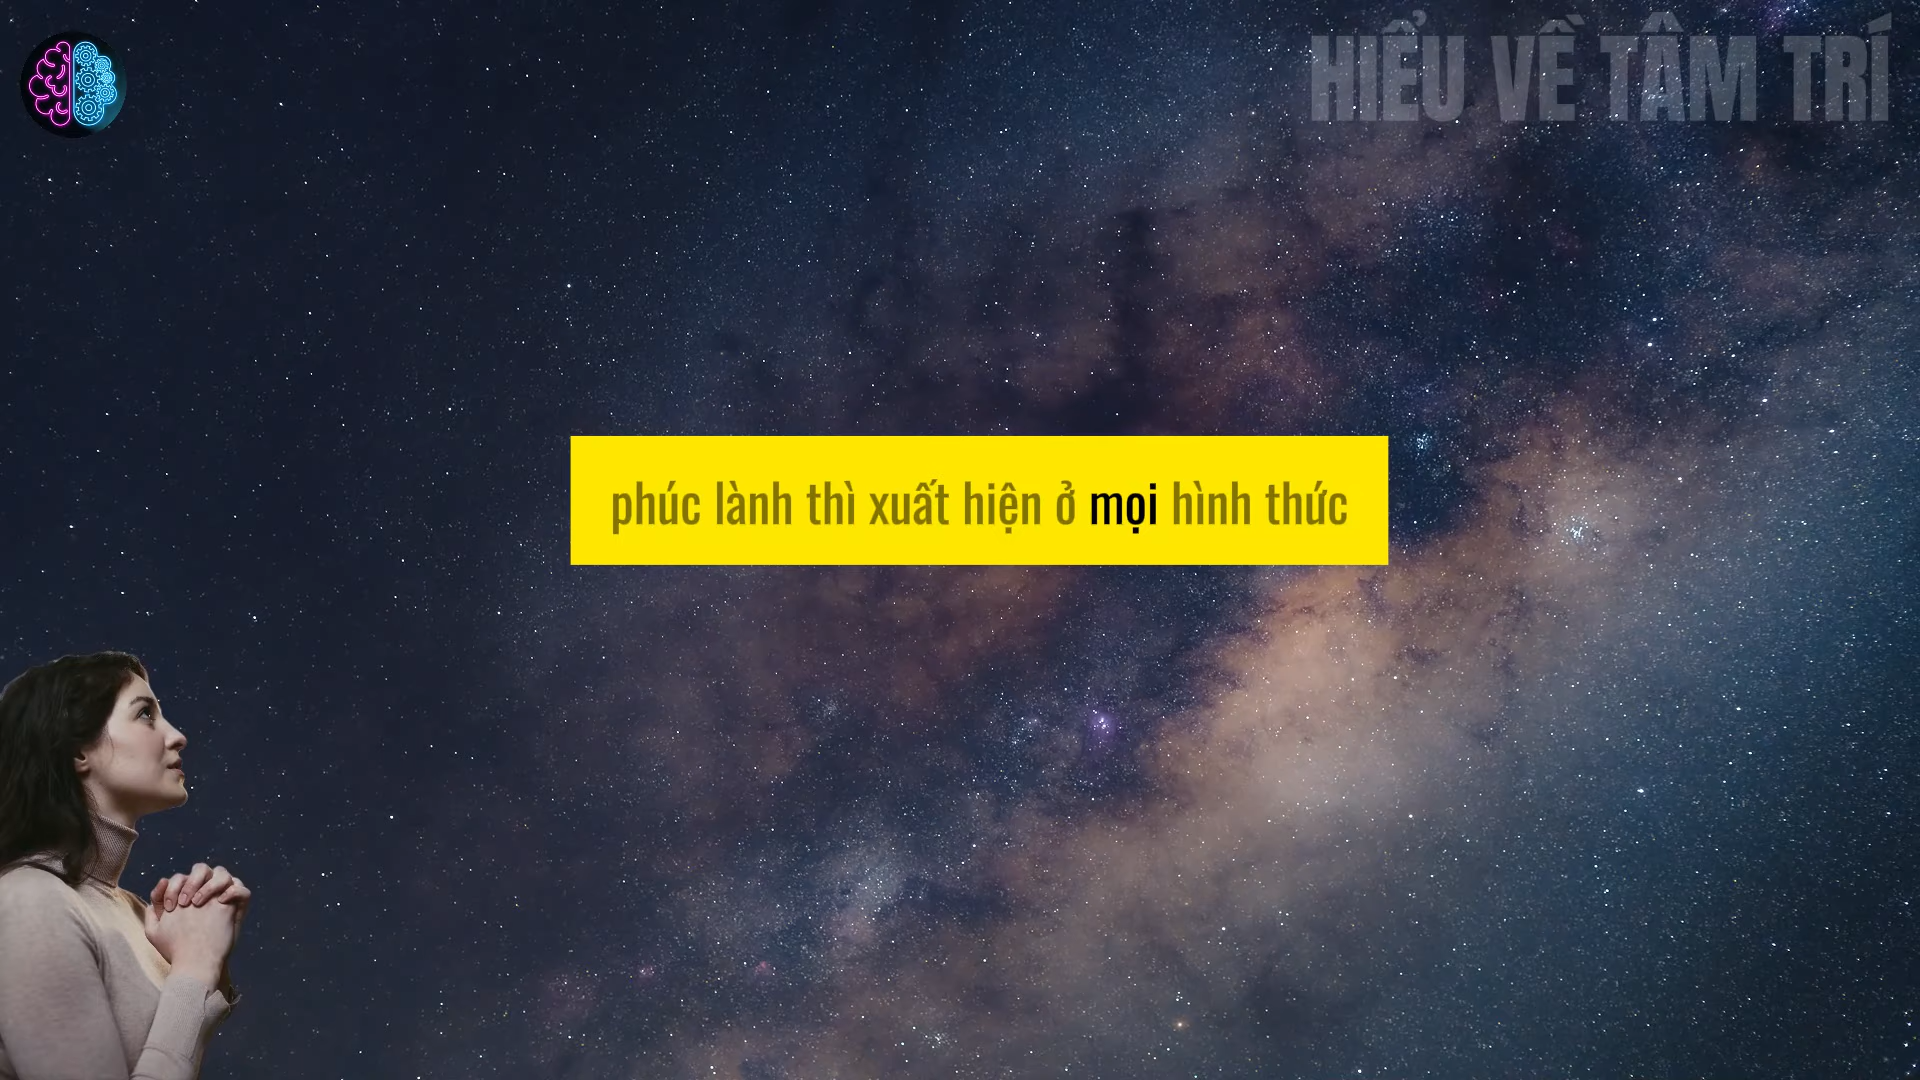 HIỂU VỀ TÂM TRÍ
phúc lành thì xuất hiện ở mọi hình thức